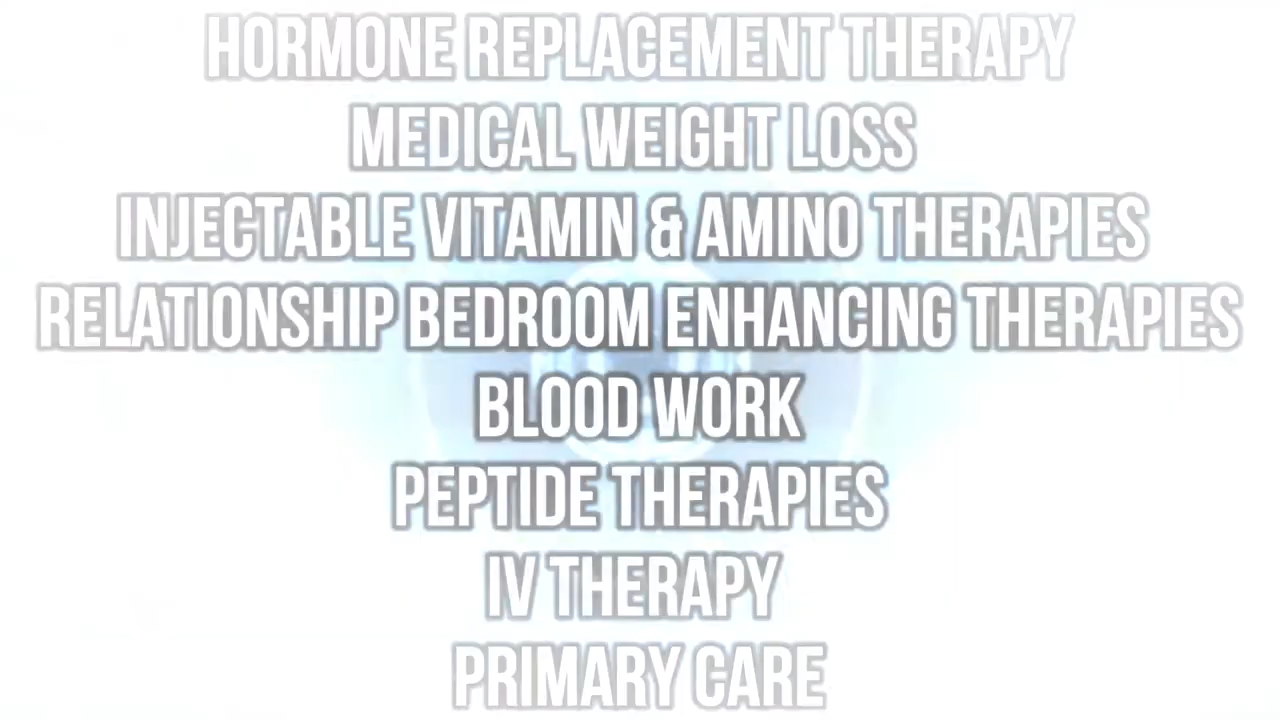 HORMONE REPLACEMENT THERAPY
MEDICAL WEIGHT LOSS
INJECTABLE VITAMIN & AMINO THERAPIES
RELATIONSHIP BEDROOM ENHANCING THERAPIES
BLOOD WORK
PEPTIDE THERAPIES
IV THERAPY
PRIMARY CARE